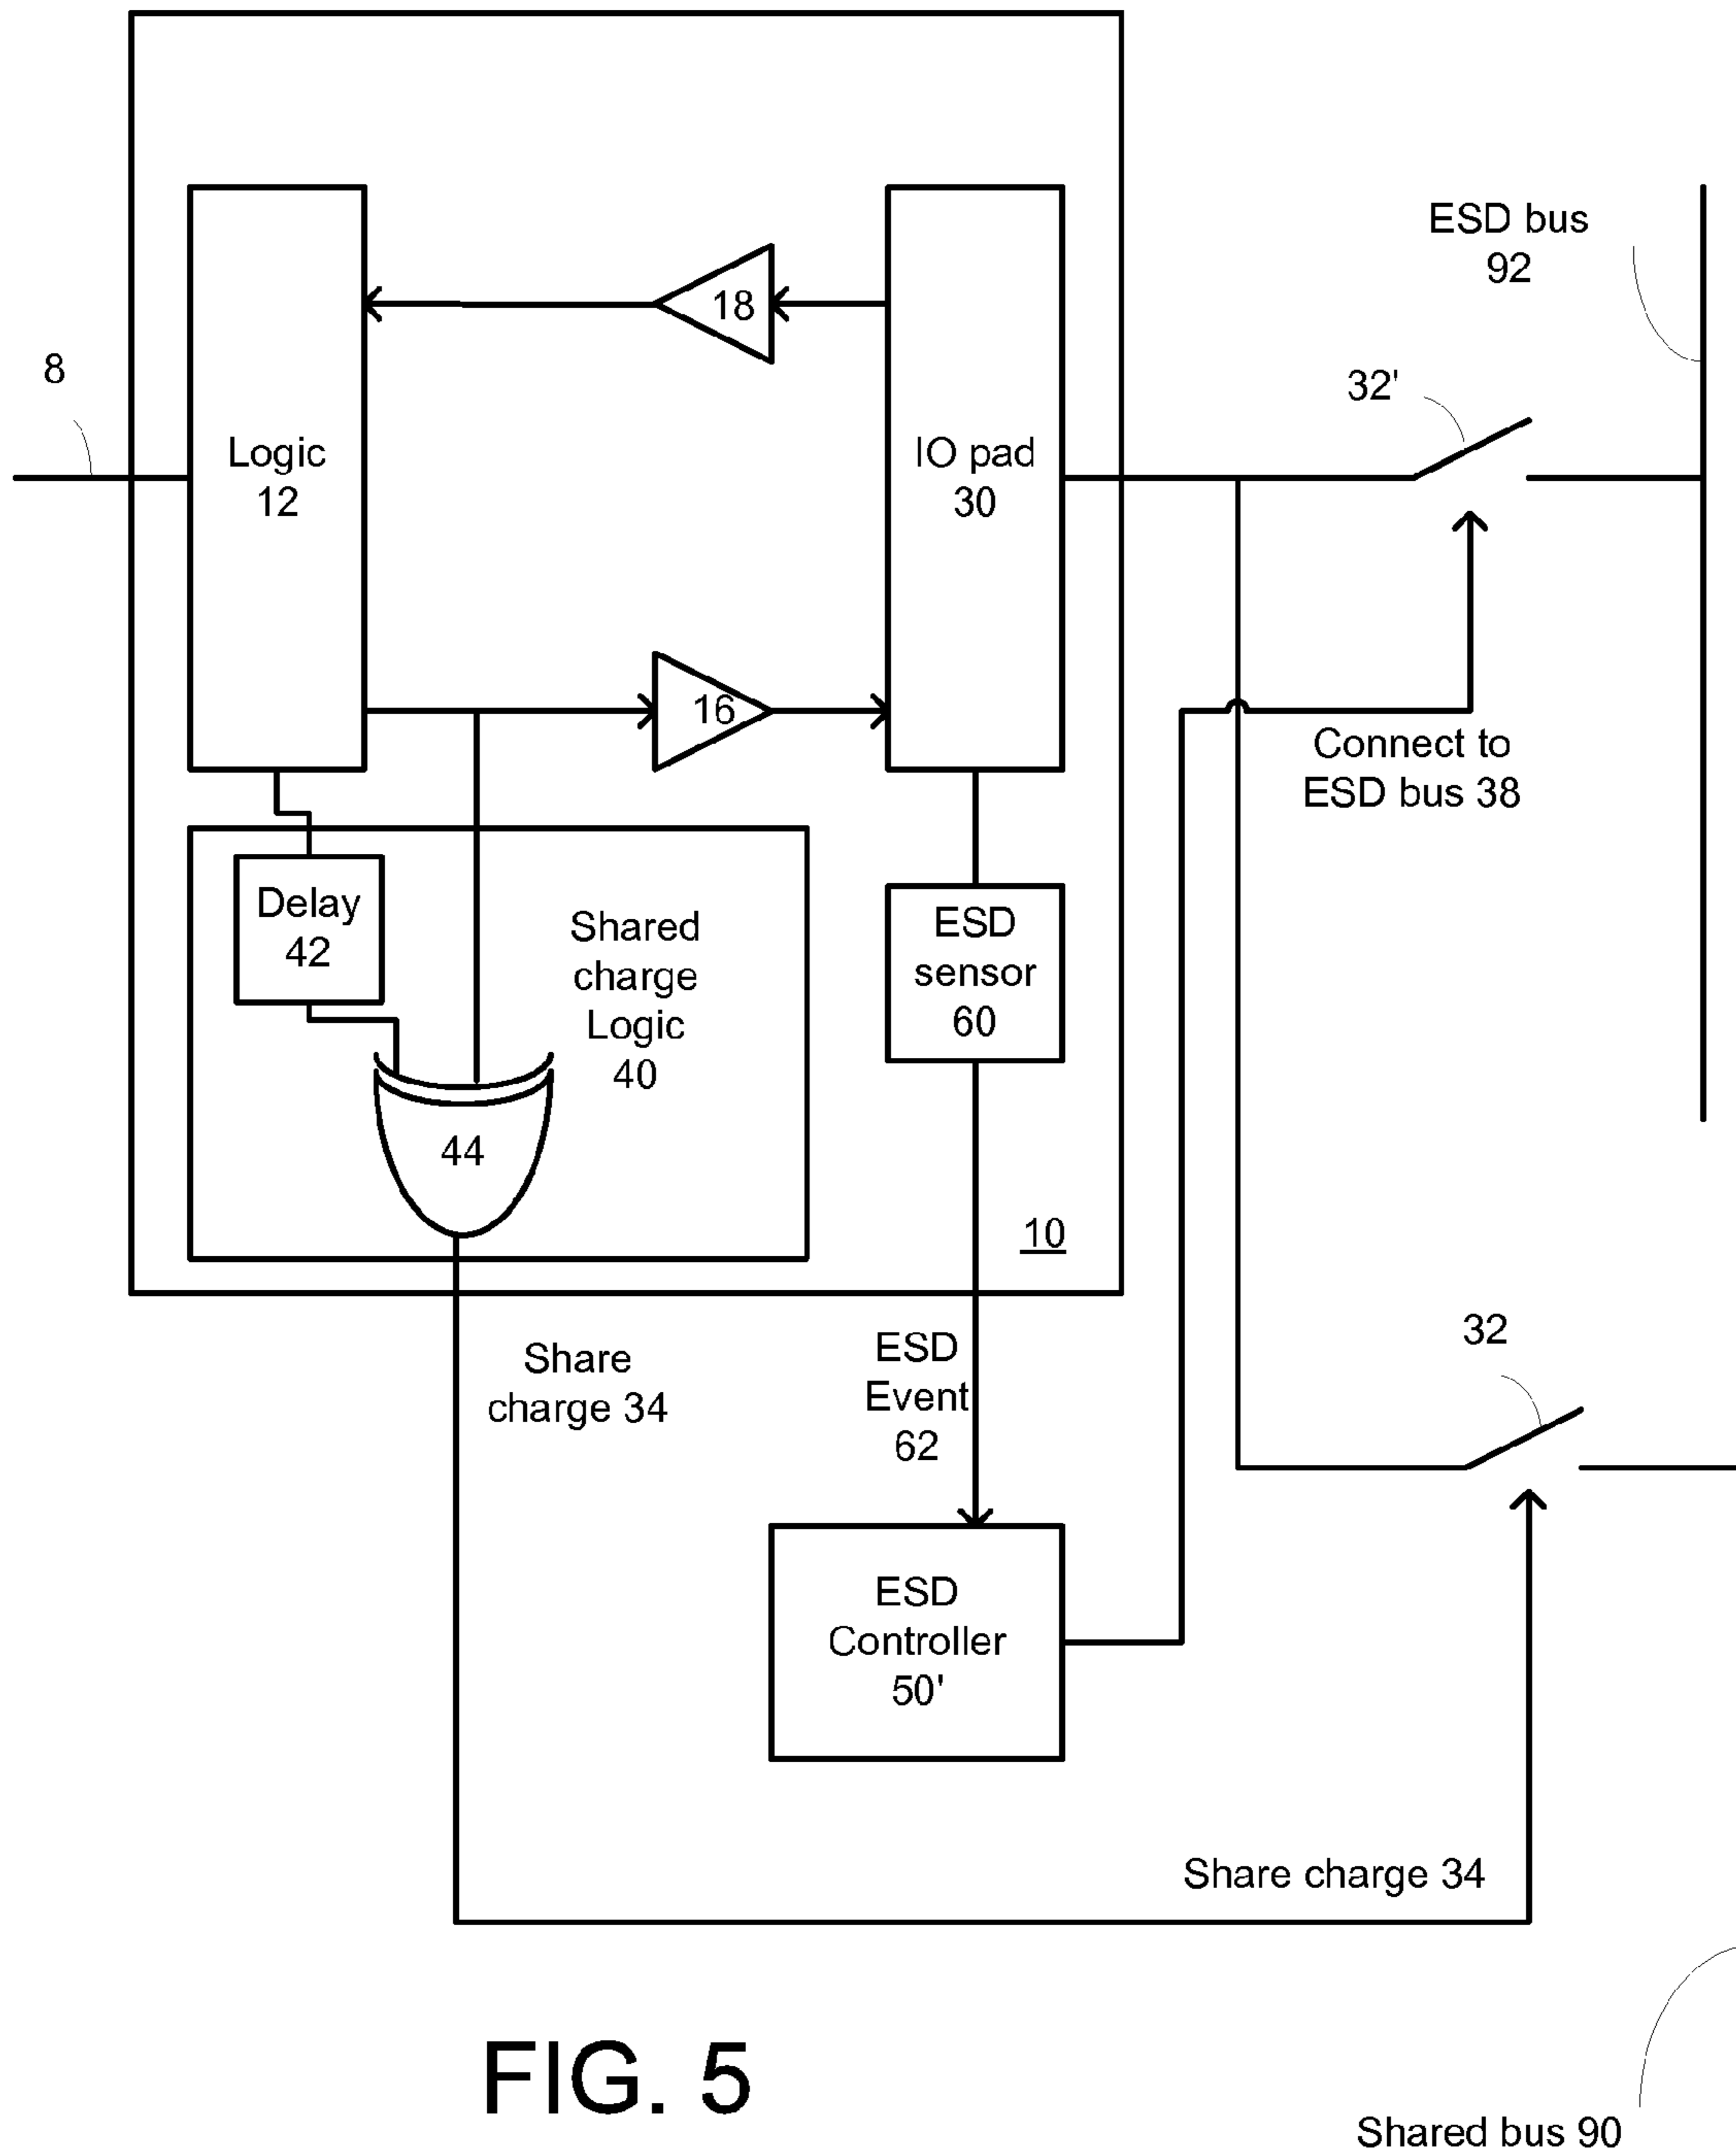 ESD bus
92
18
8
32'
Logic
12
IO pad
30
16
Connect to
ESD bus 38
Delay
42
Shared
charge
Logic
40
ESD
sensor
60
44
10
32
Share
charge 34
ESD
Event
62
ESD
Controller
50'
Share charge 34
FIG. 5
Shared bus 90